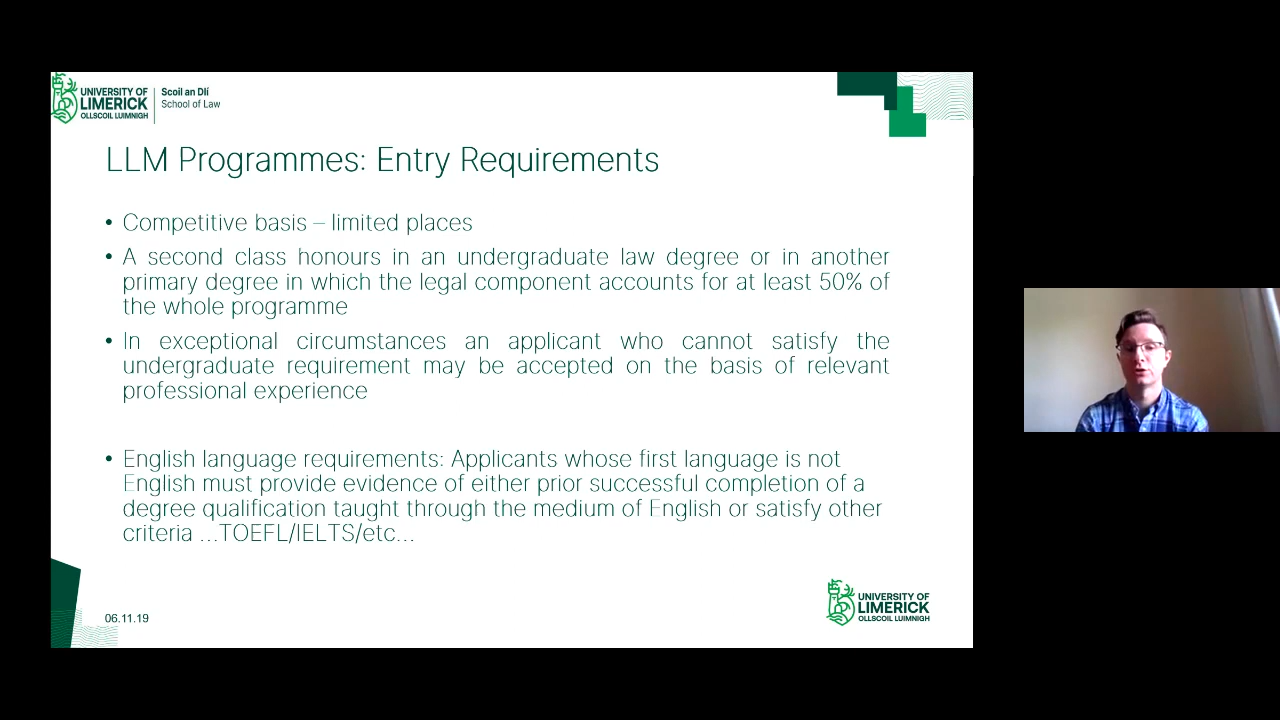 UNIVERSITY OF
LIMERICK
OLLSCOIL LUIMNIGH
Scoil an Dlí
School of Law
LLM Programmes: Entry Requirements
• Competitive basis – limited places
• A second class honours in an undergraduate law degree or in another
primary degree in which the legal component accounts for at least 50% of
the whole programme
• In exceptional circumstances an applicant who cannot satisfy the
undergraduate requirement may be accepted on the basis of relevant
professional experience
• English language requirements: Applicants whose first language is not
English must provide evidence of either prior successful completion of a
degree qualification taught through the medium of English or satisfy other
criteria ...TOEFL/IELTS/etc...
06.11.19
UNIVERSITY OF
LIMERICK
OLLSCOIL LUIMNIGH